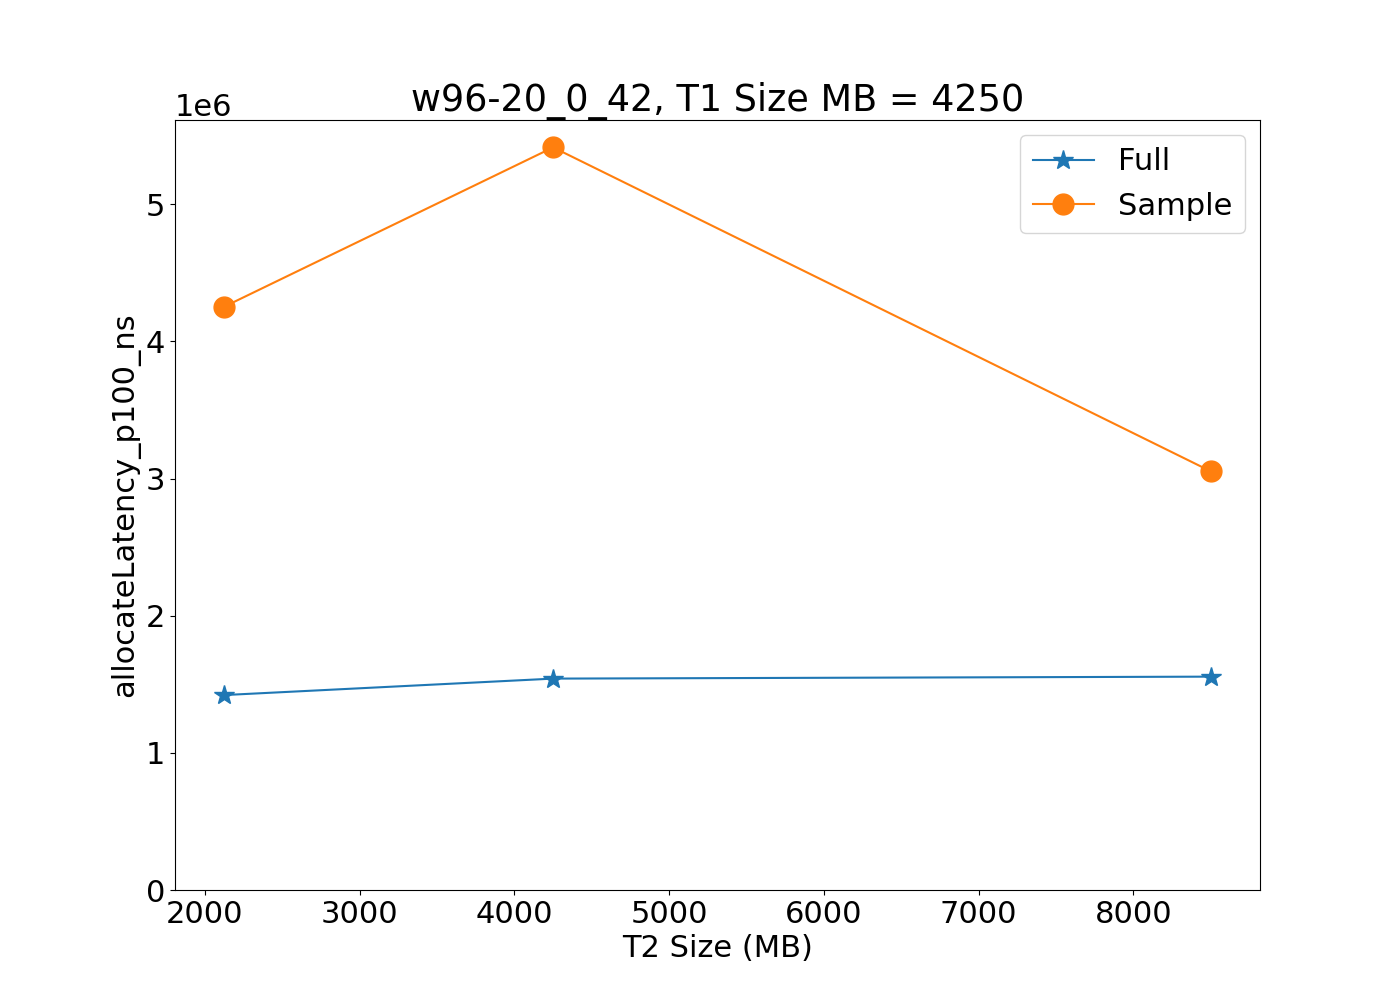 w96-20_0_42, T1 Size MB = 4250
1e6
Full
Sample
5
4
3
2
1
0
allocateLatency_p100_ns
2000 3000 4000 5000 6000 7000 8000
T2 Size (MB)